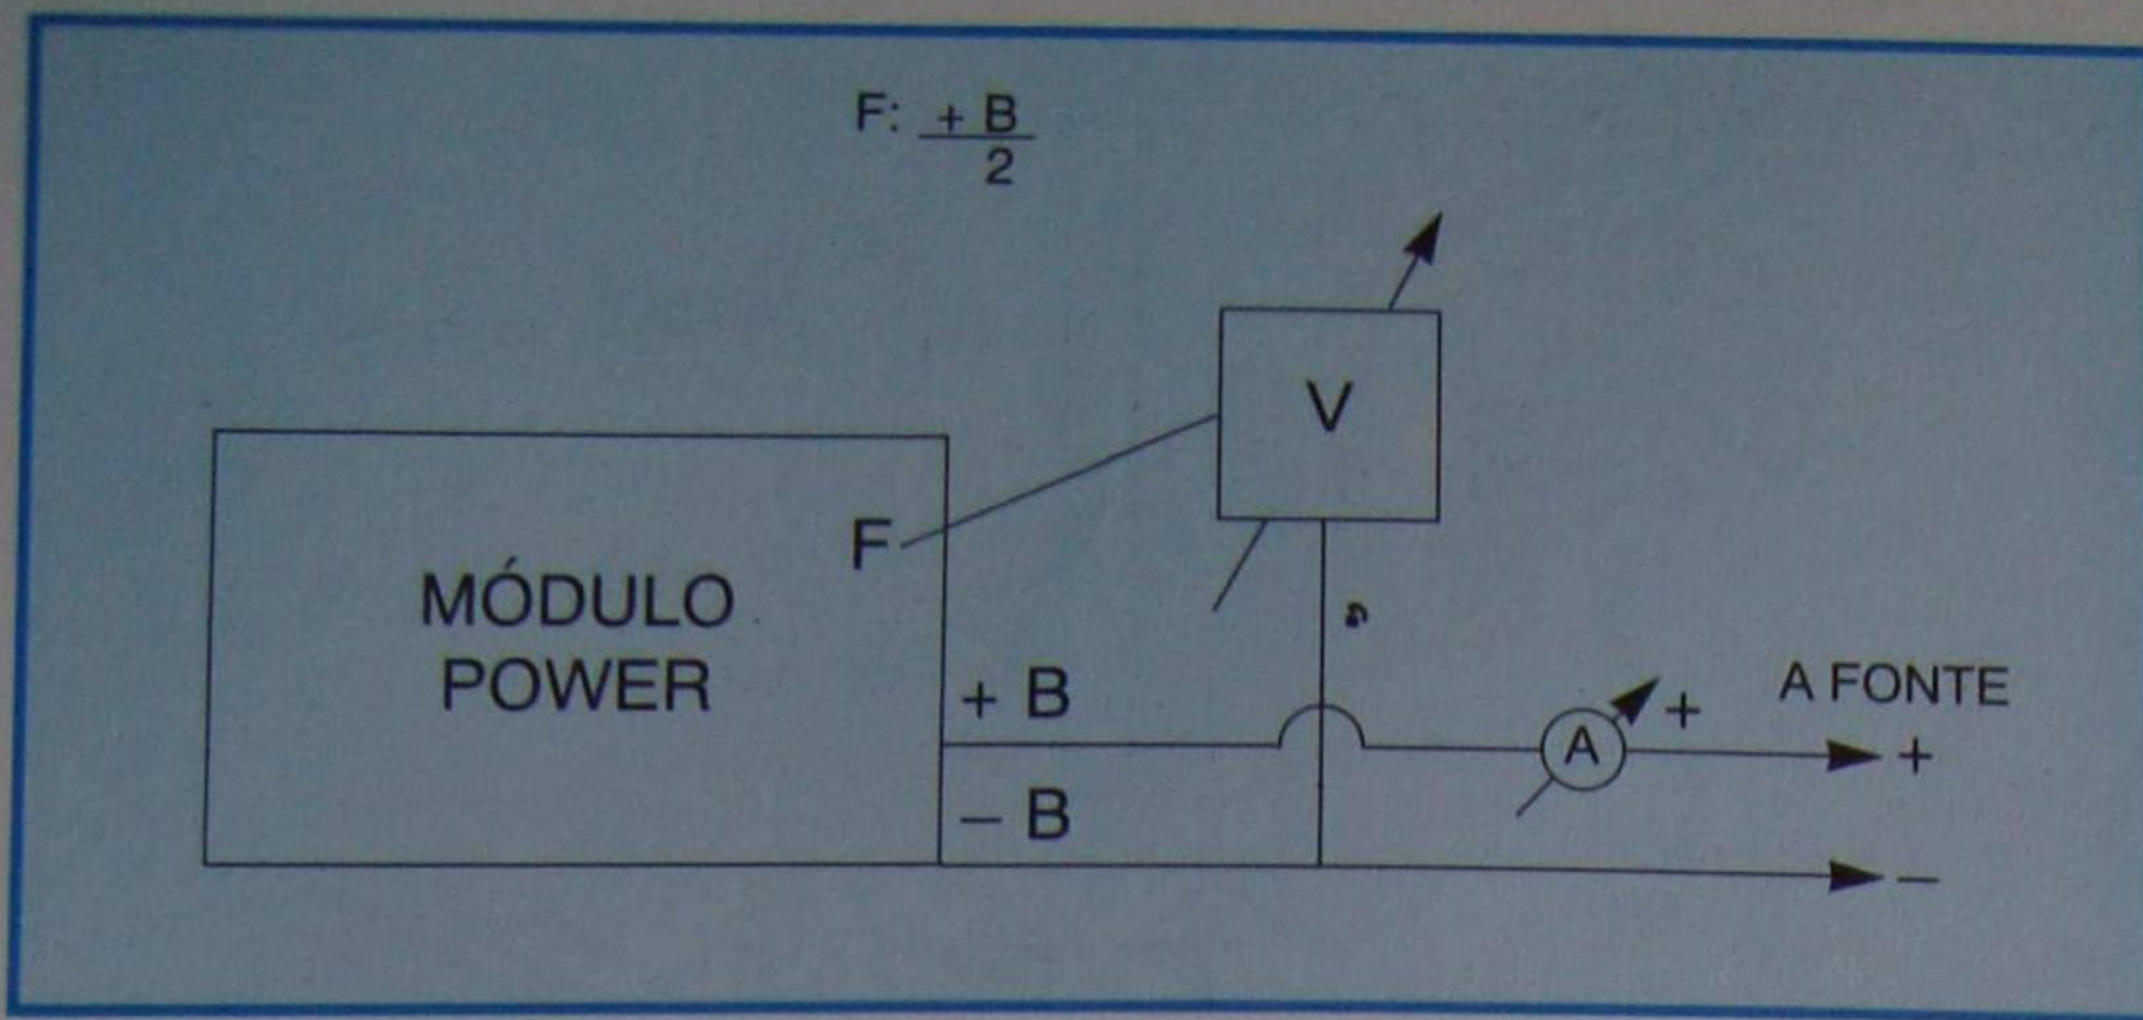 F: + B
2
V
F
MÓDULO
POWER
+ B
A
+
A FONTE
+
– B
–